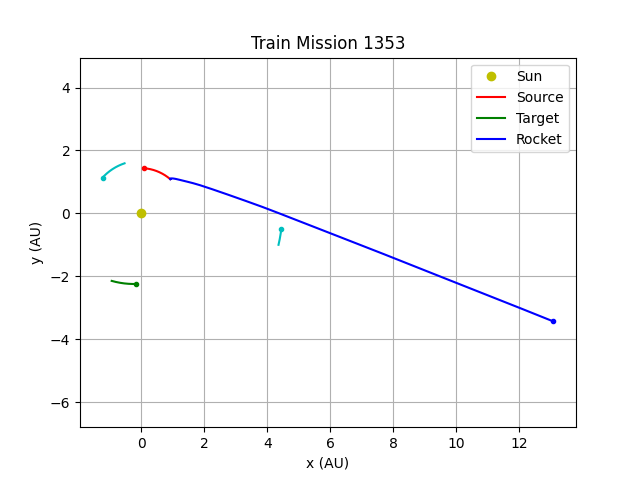 Train Mission 1353
Sun
Source
Target
Rocket
4
2
0
−2
−4
−6
y (AU)
0
2
4
6
8
10
12
x (AU)